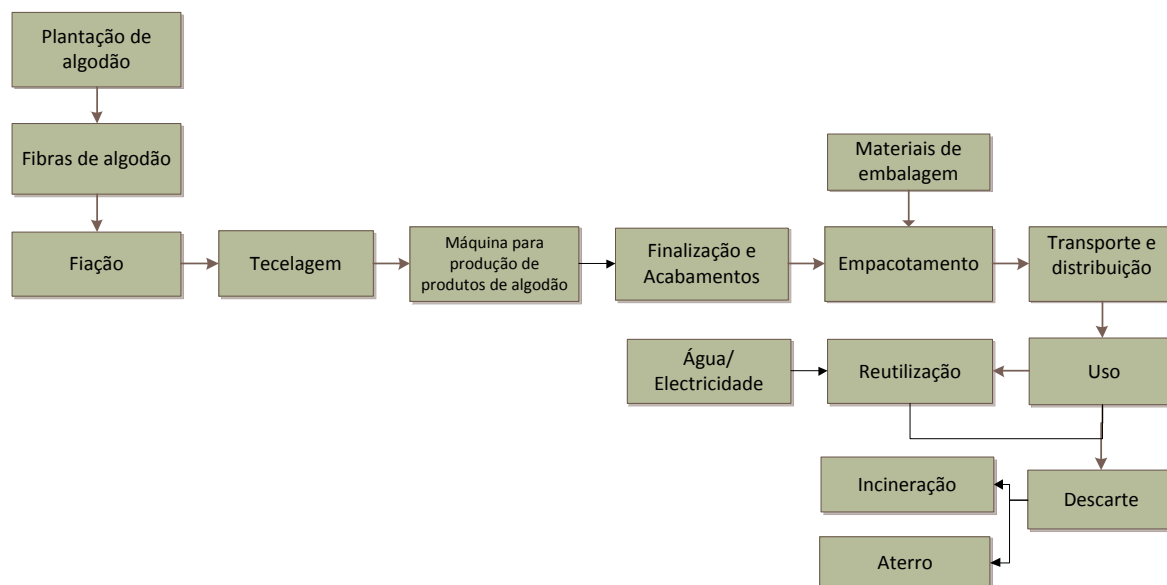 Plantação de
algodão
Fibras de algodão
Materiais de
embalagem
Fiação
Tecelagem
Máquina para
produção de
produtos de algodão
Finalização e
Acabamentos
Empacotamento
Transporte e
distribuição
Água/
Electricidade
Reutilização
Uso
Incineração
Descarte
Aterro